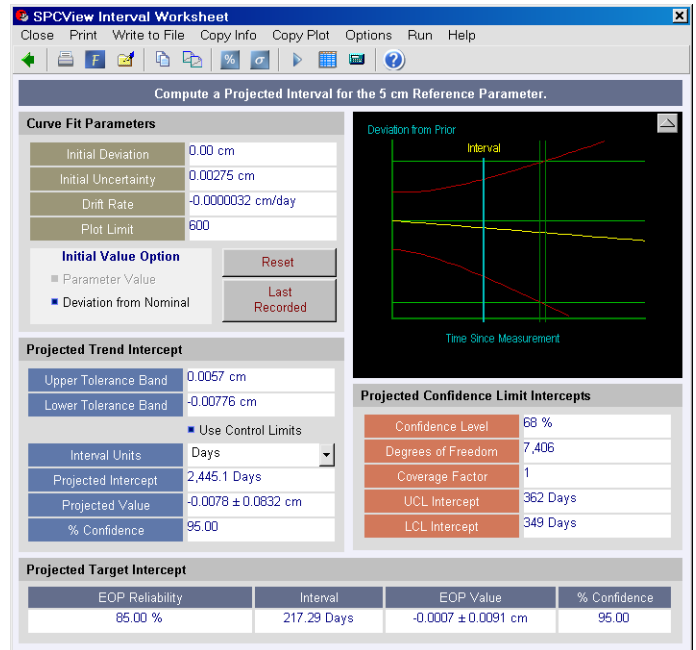 SPCView Interval Worksheet
Close Print Write to File Copy Info Copy Plot Options Run Help
F % σ ?
Compute a Projected Interval for the 5 cm Reference Parameter.
Curve Fit Parameters
Initial Deviation 0.00 cm
Initial Uncertainty 0.00275 cm
Drift Rate -0.0000032 cm/day
Plot Limit 600
Initial Value Option
Parameter Value
Deviation from Nominal
Reset
Last
Recorded
Deviation from Prior
Interval
Time Since Measurement
Projected Trend Intercept
Upper Tolerance Band 0.0057 cm
Lower Tolerance Band -0.00776 cm
Use Control Limits
Interval Units Days
Projected Intercept 2,445.1 Days
Projected Value -0.0078 ± 0.0832 cm
% Confidence 95.00
Projected Confidence Limit Intercepts
Confidence Level 68 %
Degrees of Freedom 7,406
Coverage Factor 1
UCL Intercept 362 Days
LCL Intercept 349 Days
Projected Target Intercept
EOP Reliability Interval EOP Value % Confidence
85.00 % 217.29 Days -0.0007 ± 0.0091 cm 95.00